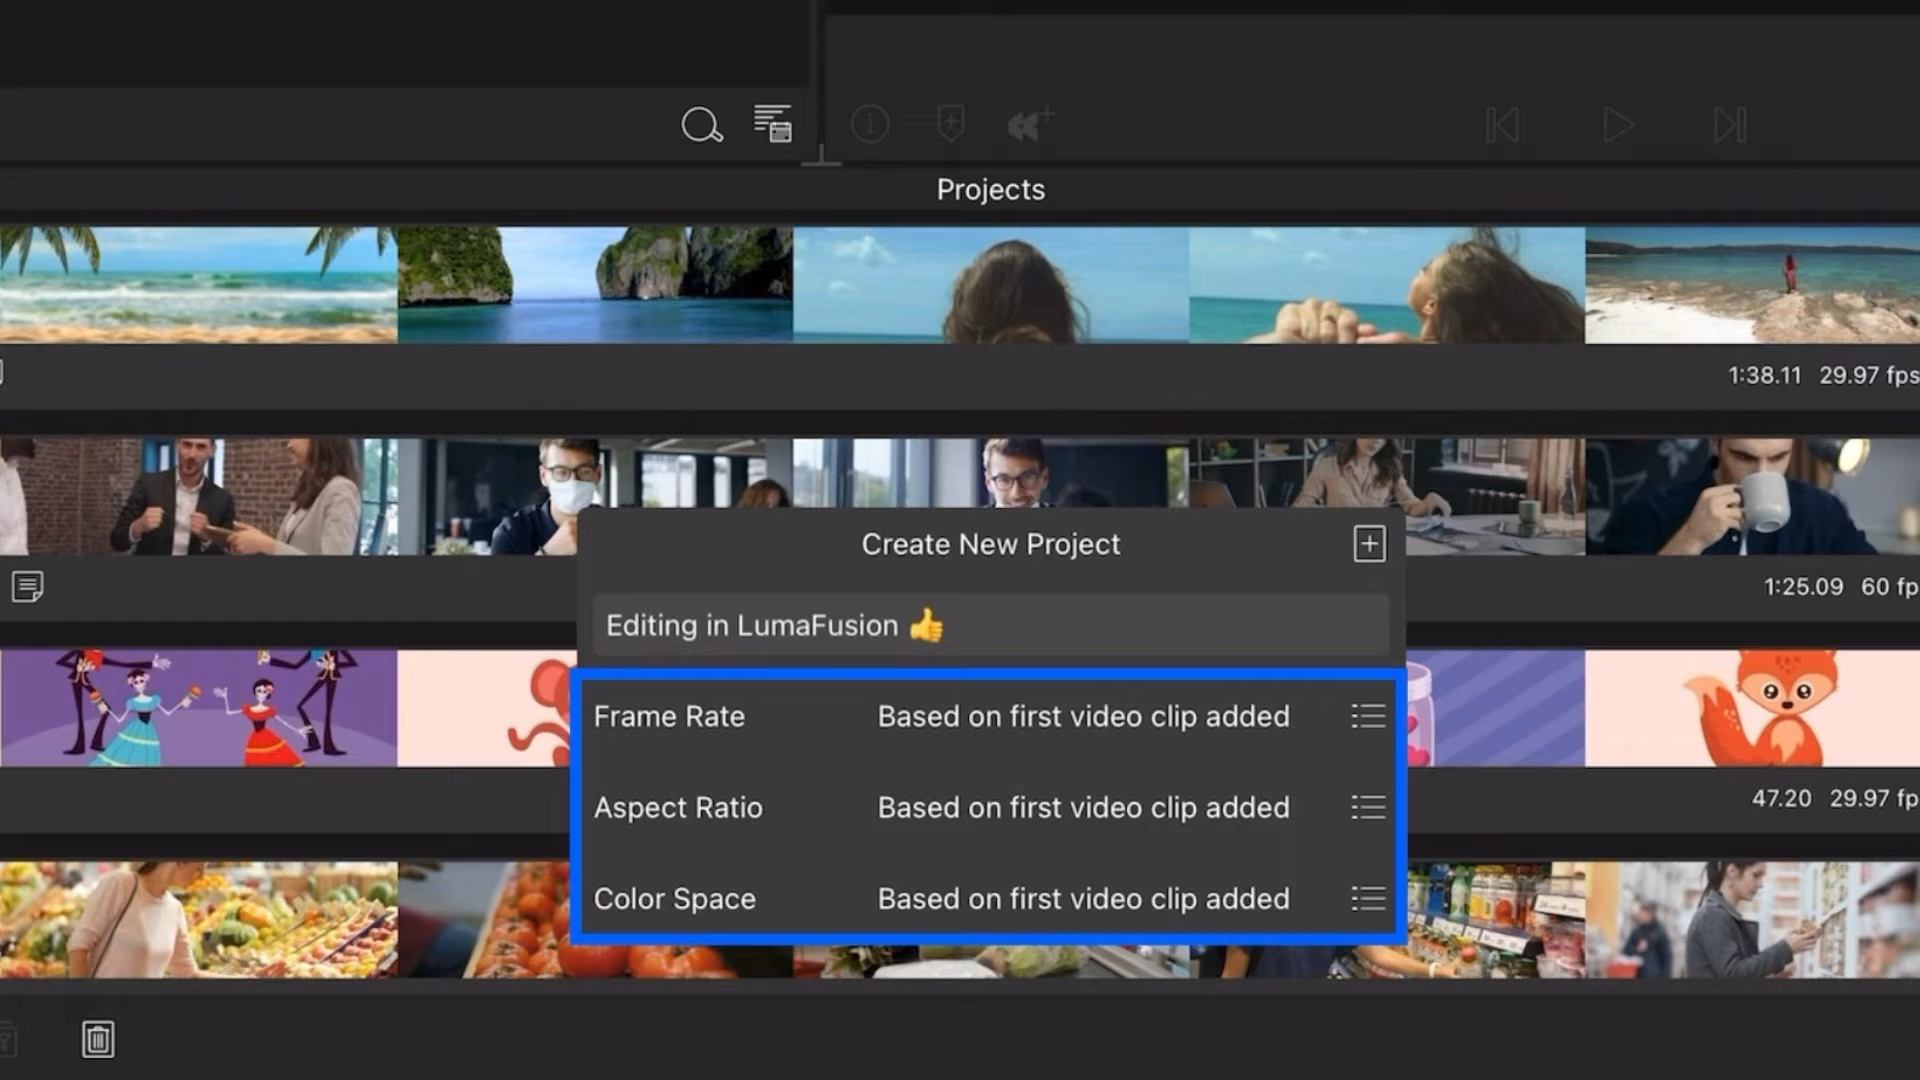 Projects
1:38.11 29.97 fps
Create New Project
1:25.09 60 fp
Editing in LumaFusion 👍
Frame Rate Based on first video clip added
47.20 29.97 fp
Aspect Ratio Based on first video clip added
Color Space Based on first video clip added